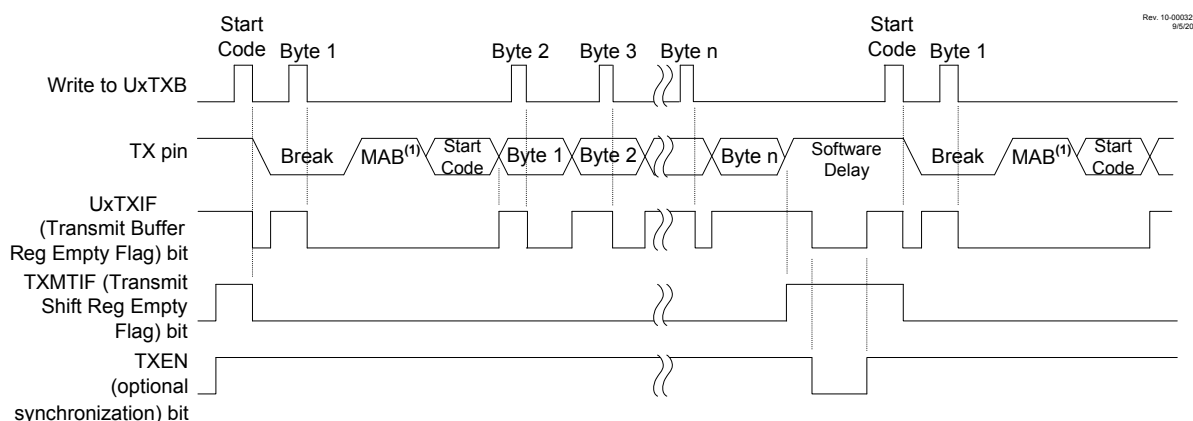 Rev. 10-00032
9/5/20
Start
Code
Byte 1
Byte 2
Byte 3
Byte n
Start
Code
Byte 1
Write to UxTXB
TX pin
Break
MAB(1)
Start
Code
Byte 1
Byte 2
Byte n
Software
Delay
Break
MAB(1)
Start
Code
UxTXIF
(Transmit Buffer
Reg Empty Flag) bit
TXMTIF (Transmit
Shift Reg Empty
Flag) bit
TXEN
(optional
synchronization) bit